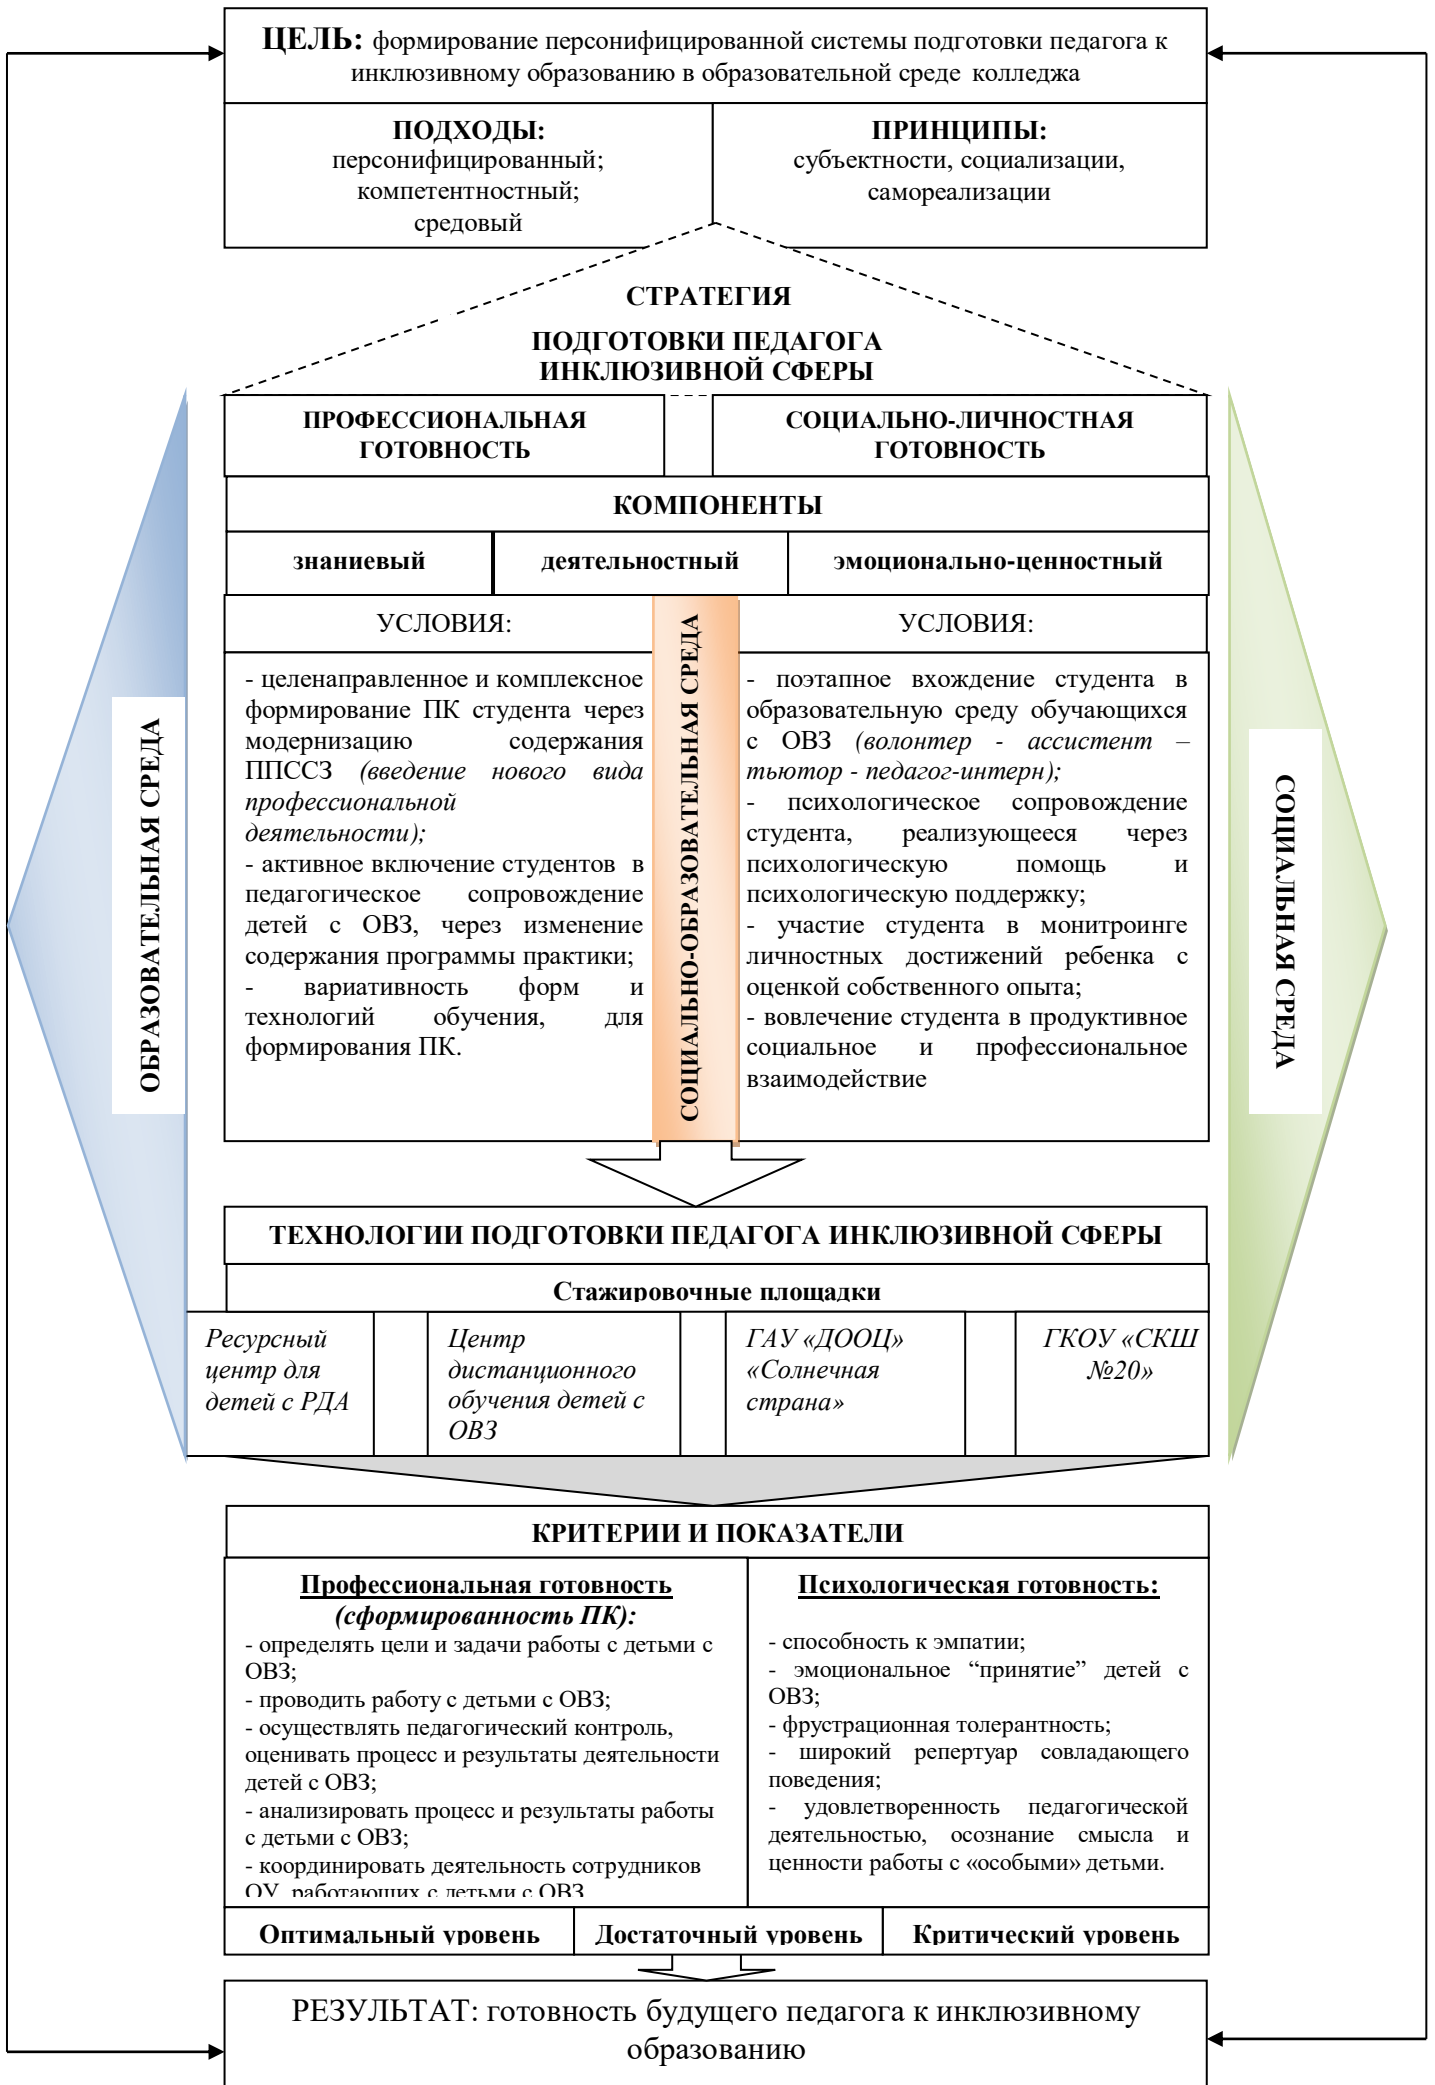 ЦЕЛЬ: формирование персонифицированной системы подготовки педагога к
инклюзивному образованию в образовательной среде колледжа
ПОДХОДЫ:
персонифицированный;
компетентностный;
средовый
ПРИНЦИПЫ:
субъектности, социализации,
самореализации
СТРАТЕГИЯ
ПОДГОТОВКИ ПЕДАГОГА
ИНКЛЮЗИВНОЙ СФЕРЫ
ПРОФЕССИОНАЛЬНАЯ
ГОТОВНОСТЬ
СОЦИАЛЬНО-ЛИЧНОСТНАЯ
ГОТОВНОСТЬ
КОМПОНЕНТЫ
знаниевый
деятельностный
эмоционально-ценностный
ОБРАЗОВАТЕЛЬНАЯ СРЕДА
УСЛОВИЯ:
- целенаправленное и комплексное
формирование ПК студента через
модернизацию содержания
ППССЗ (введение нового вида
профессиональной
деятельности);
- активное включение студентов в
педагогическое сопровождение
детей с ОВЗ, через изменение
содержания программы практики;
- вариативность форм и
технологий обучения, для
формирования ПК.
СОЦИАЛЬНО-ОБРАЗОВАТЕЛЬНАЯ СРЕДА
УСЛОВИЯ:
- поэтапное вхождение студента в
образовательную среду обучающихся
с ОВЗ (волонтер - ассистент –
тьютор - педагог-интерн);
- психологическое сопровождение
студента, реализующееся через
психологическую помощь и
психологическую поддержку;
- участие студента в монитроинге
личностных достижений ребенка с
оценкой собственного опыта;
- вовлечение студента в продуктивное
социальное и профессиональное
взаимодействие
СОЦИАЛЬНАЯ СРЕДА
ТЕХНОЛОГИИ ПОДГОТОВКИ ПЕДАГОГА ИНКЛЮЗИВНОЙ СФЕРЫ
Стажировочные площадки
Ресурсный
центр для
детей с РДА
Центр
дистанционного
обучения детей с
ОВЗ
ГАУ «ДООЦ»
«Солнечная
страна»
ГКОУ «СКШ
№20»
КРИТЕРИИ И ПОКАЗАТЕЛИ
Профессиональная готовность
(сформированность ПК):
- определять цели и задачи работы с детьми с
ОВЗ;
- проводить работу с детьми с ОВЗ;
- осуществлять педагогический контроль,
оценивать процесс и результаты деятельности
детей с ОВЗ;
- анализировать процесс и результаты работы
с детьми с ОВЗ;
- координировать деятельность сотрудников
ОУ, работающих с детьми с ОВЗ
Психологическая готовность:
- способность к эмпатии;
- эмоциональное “принятие” детей с
ОВЗ;
- фрустрационная толерантность;
- широкий репертуар совладающего
поведения;
- удовлетворенность педагогической
деятельностью, осознание смысла и
ценности работы с «особыми» детьми.
Оптимальный уровень
Достаточный уровень
Критический уровень
РЕЗУЛЬТАТ: готовность будущего педагога к инклюзивному
образованию